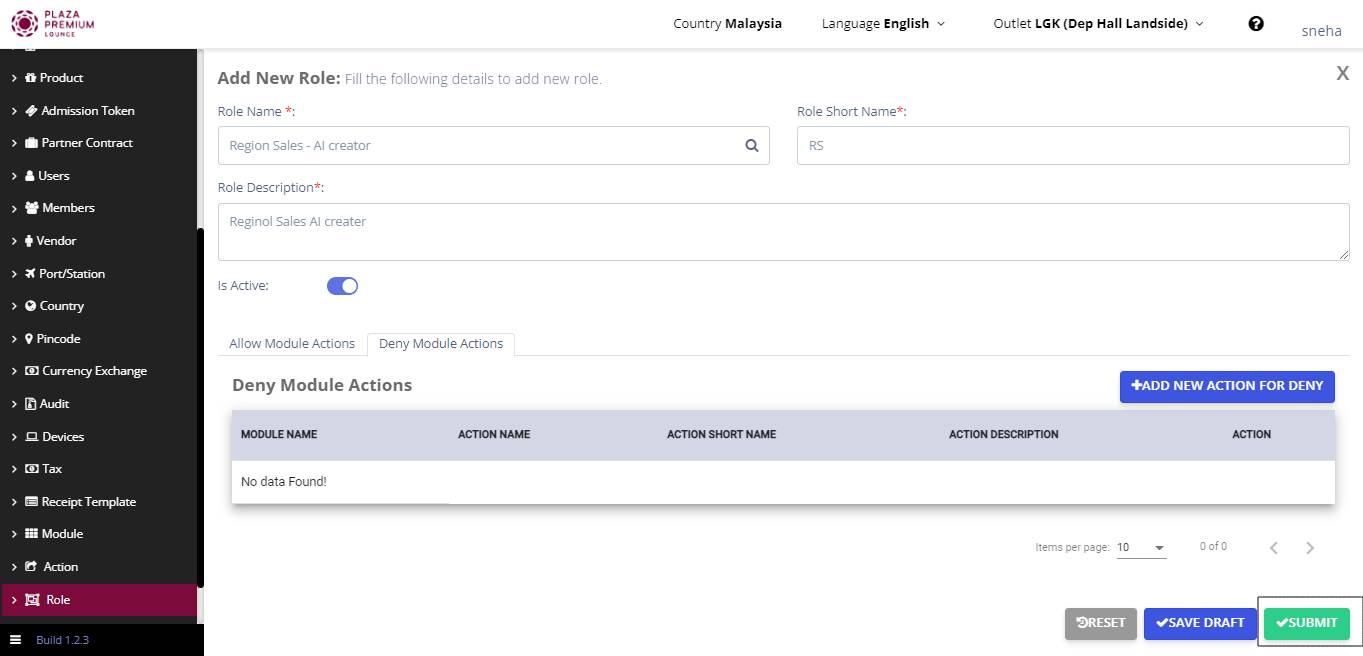 PLAZA
PREMIUM
LOUNGE
Country Malaysia
Language English
Outlet LGK (Dep Hall Landside)
sneha
Product
Admission Token
Partner Contract
Users
Members
Vendor
Port/Station
Country
Pincode
Currency Exchange
Audit
Devices
Tax
Receipt Template
Module
Action
Role
Build 1.2.3
Add New Role: Fill the following details to add new role.
X
Role Name *:
Role Short Name*:
Region Sales - AI creator
RS
Role Description*:
Reginol Sales AI creater
Is Active:
Allow Module Actions
Deny Module Actions
Deny Module Actions
+ADD NEW ACTION FOR DENY
MODULE NAME ACTION NAME ACTION SHORT NAME ACTION DESCRIPTION ACTION
No data Found!
Items per page: 10 0 of 0
RESET
SAVE DRAFT
SUBMIT